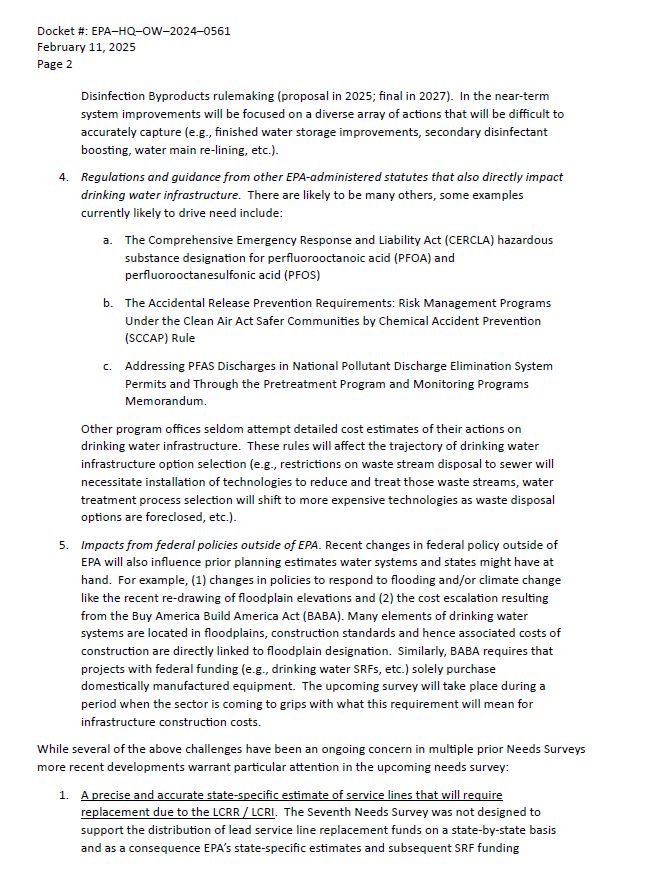 Docket #: EPA–HQ–OW–2024–0561
February 11, 2025
Page 2
Disinfection Byproducts rulemaking (proposal in 2025; final in 2027).  In the near-term
system improvements will be focused on a diverse array of actions that will be difficult to
accurately capture (e.g., finished water storage improvements, secondary disinfectant
boosting, water main re-lining, etc.).
4. Regulations and guidance from other EPA-administered statutes that also directly impact
drinking water infrastructure.  There are likely to be many others, some examples
currently likely to drive need include:
a. The Comprehensive Emergency Response and Liability Act (CERCLA) hazardous
substance designation for perfluorooctanoic acid (PFOA) and
perfluorooctanesulfonic acid (PFOS)
b. The Accidental Release Prevention Requirements: Risk Management Programs
Under the Clean Air Act Safer Communities by Chemical Accident Prevention
(SCCAP) Rule
c. Addressing PFAS Discharges in National Pollutant Discharge Elimination System
Permits and Through the Pretreatment Program and Monitoring Programs
Memorandum.
Other program offices seldom attempt detailed cost estimates of their actions on
drinking water infrastructure.  These rules will affect the trajectory of drinking water
infrastructure option selection (e.g., restrictions on waste stream disposal to sewer will
necessitate installation of technologies to reduce and treat those waste streams, water
treatment process selection will shift to more expensive technologies as waste disposal
options are foreclosed, etc.).
5. Impacts from federal policies outside of EPA. Recent changes in federal policy outside of
EPA will also influence prior planning estimates water systems and states might have at
hand.  For example, (1) changes in policies to respond to flooding and/or climate change
like the recent re-drawing of floodplain elevations and (2) the cost escalation resulting
from the Buy America Build America Act (BABA). Many elements of drinking water
systems are located in floodplains, construction standards and hence associated costs of
construction are directly linked to floodplain designation.  Similarly, BABA requires that
projects with federal funding (e.g., drinking water SRFs, etc.) solely purchase
domestically manufactured equipment.  The upcoming survey will take place during a
period when the sector is coming to grips with what this requirement will mean for
infrastructure construction costs.
While several of the above challenges have been an ongoing concern in multiple prior Needs Surveys
more recent developments warrant particular attention in the upcoming needs survey:
1. A precise and accurate state-specific estimate of service lines that will require
replacement due to the LCRR / LCRI.  The Seventh Needs Survey was not designed to
support the distribution of lead service line replacement funds on a state-by-state basis
and as a consequence EPA's state-specific estimates and subsequent SRF funding